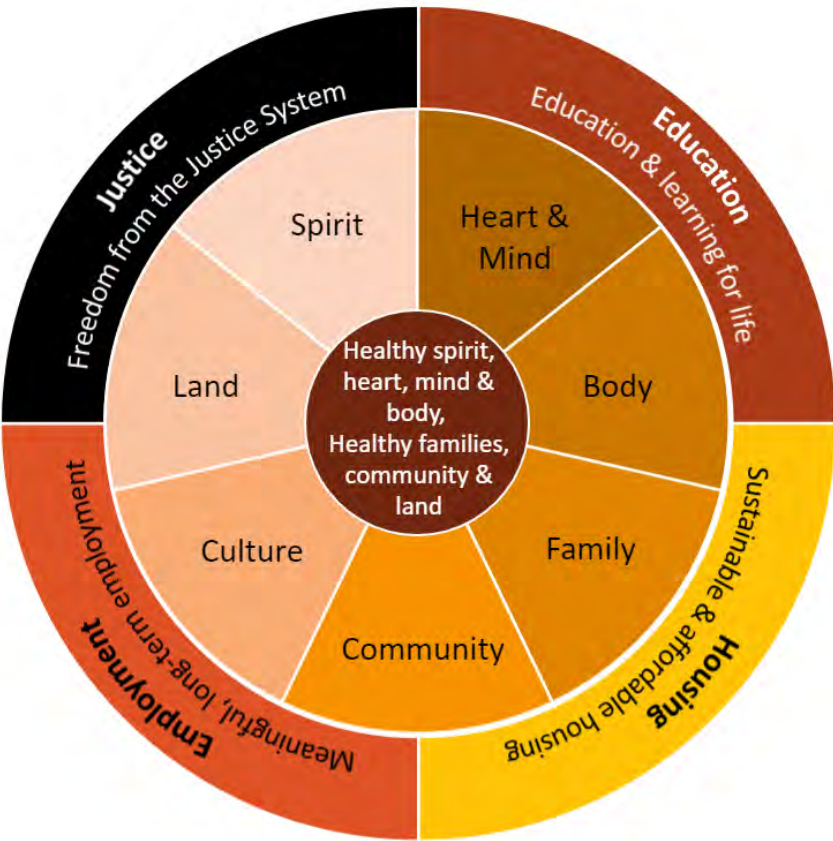 Justice
Freedom from the Justice System
Education
Education & learning for life
Housing
Sustainable & affordable housing
Employment
Meaningful, long-term employment
Spirit
Heart &
Mind
Body
Family
Community
Culture
Land
Healthy spirit,
heart, mind &
body,
Healthy families,
community &
land